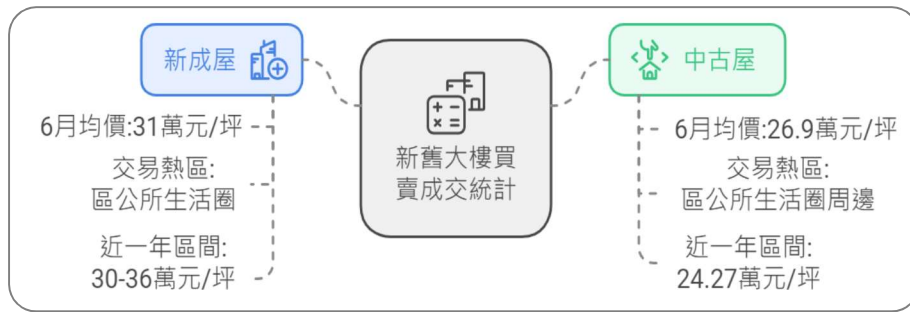 新成屋
6月均價:31萬元/坪
交易熱區:
區公所生活圈
近一年區間:
30-36萬元/坪
新舊大樓買
賣成交統計
中古屋
6月均價:26.9萬元/坪
交易熱區:
區公所生活圈周邊
近一年區間:
24.27萬元/坪